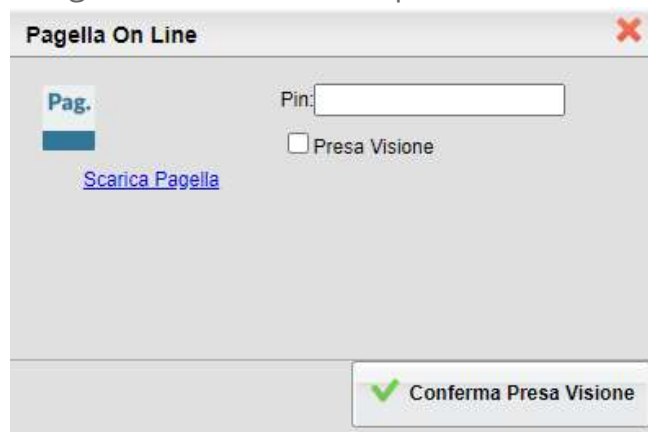 Pagella On Line
Pag.
Pin:
Presa Visione
Scarica Pagella
Conferma Presa Visione